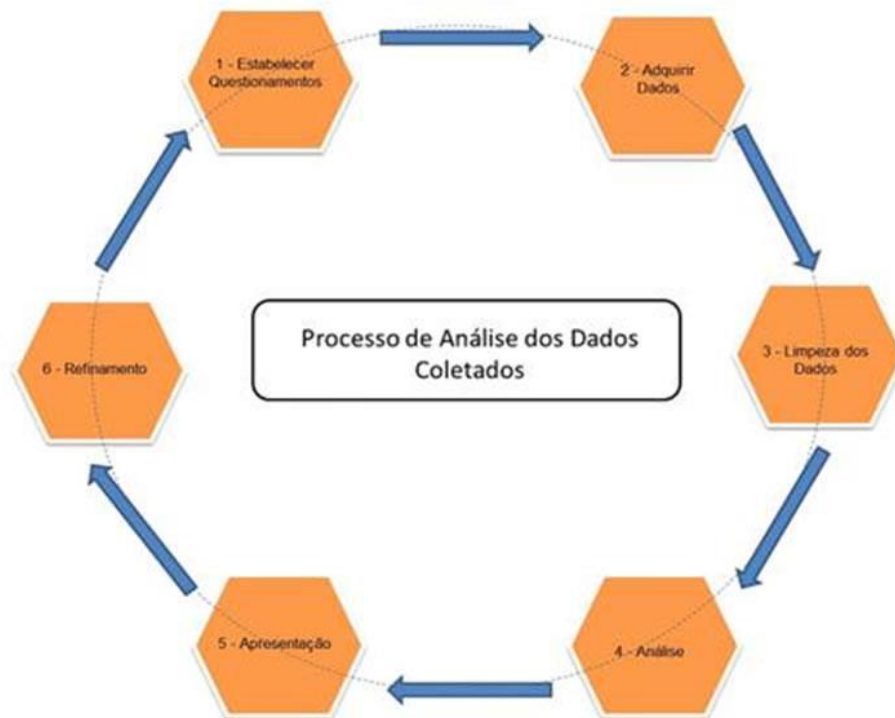 1 - Estabelecer
Questionamentos
2 - Adquirir
Dados
3 - Limpeza dos
Dados
4 - Análise
5 - Apresentação
6 - Refinamento
Processo de Análise dos Dados
Coletados